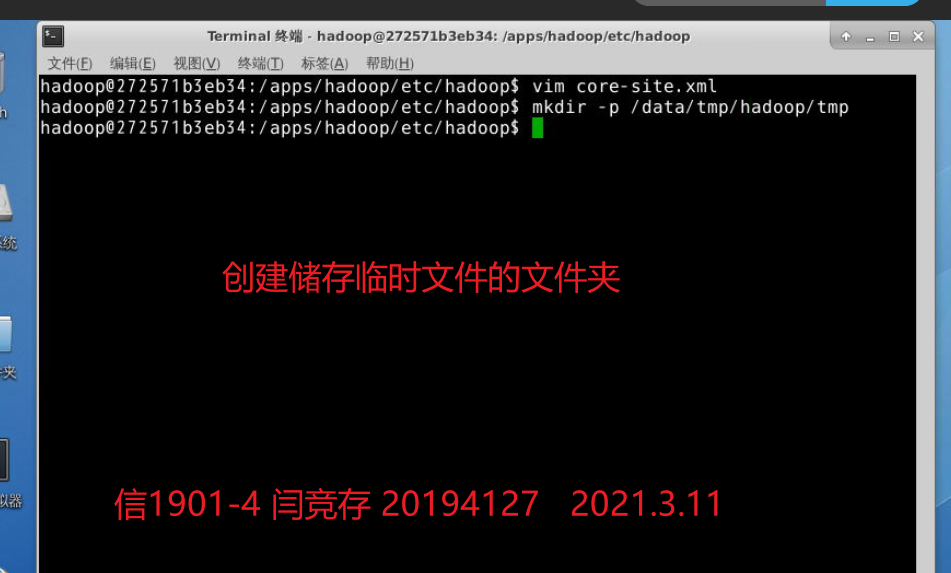 Terminal 终端 - hadoop@272571b3eb34: /apps/hadoop/etc/hadoop
文件(F) 编辑(E) 视图(V) 终端(T) 标签(A) 帮助(H)
hadoop@272571b3eb34:/apps/hadoop/etc/hadoop$ vim core-site.xml
hadoop@272571b3eb34:/apps/hadoop/etc/hadoop$ mkdir -p /data/tmp/hadoop/tmp
hadoop@272571b3eb34:/apps/hadoop/etc/hadoop$
统
创建储存临时文件的文件夹
夹
信1901-4 闫竞存 20194127 2021.3.11
器